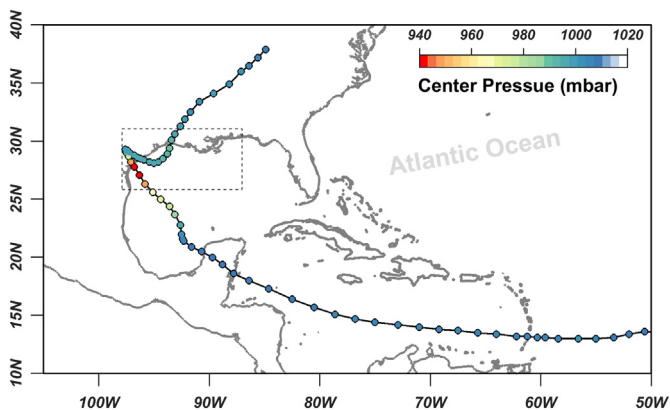 40N
940 960 980 1000 1020
Center Pressue (mbar)
35N
Atlantic Ocean
30N
25N
20N
15N
10N
100W 90W 80W 70W 60W 50W